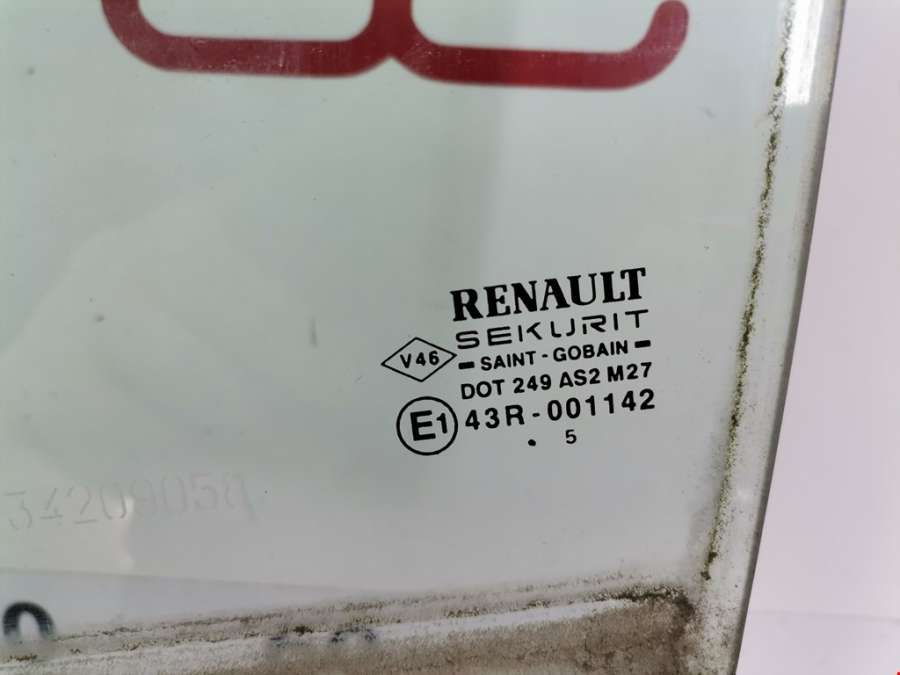 RENAULT
SEKURIT
V46
SAINT - GOBAIN
DOT 249 AS2 M27
E1 43R - 001142
. 5